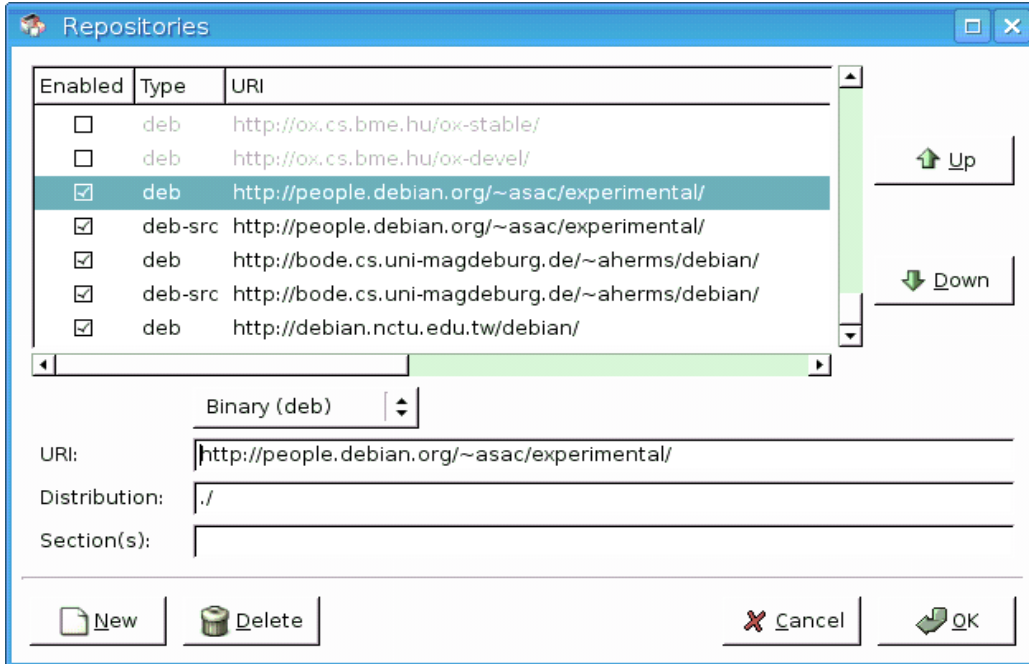 Repositories
Enabled Type URI
deb http://ox.cs.bme.hu/ox-stable/
deb http://ox.cs.bme.hu/ox-devel/
deb http://people.debian.org/~asac/experimental/
deb-src http://people.debian.org/~asac/experimental/
deb http://bode.cs.uni-magdeburg.de/~aherms/debian/
deb-src http://bode.cs.uni-magdeburg.de/~aherms/debian/
deb http://debian.nctu.edu.tw/debian/
Up
Down
Binary (deb)
URI: http://people.debian.org/~asac/experimental/
Distribution: ./
Section(s):
New Delete Cancel OK